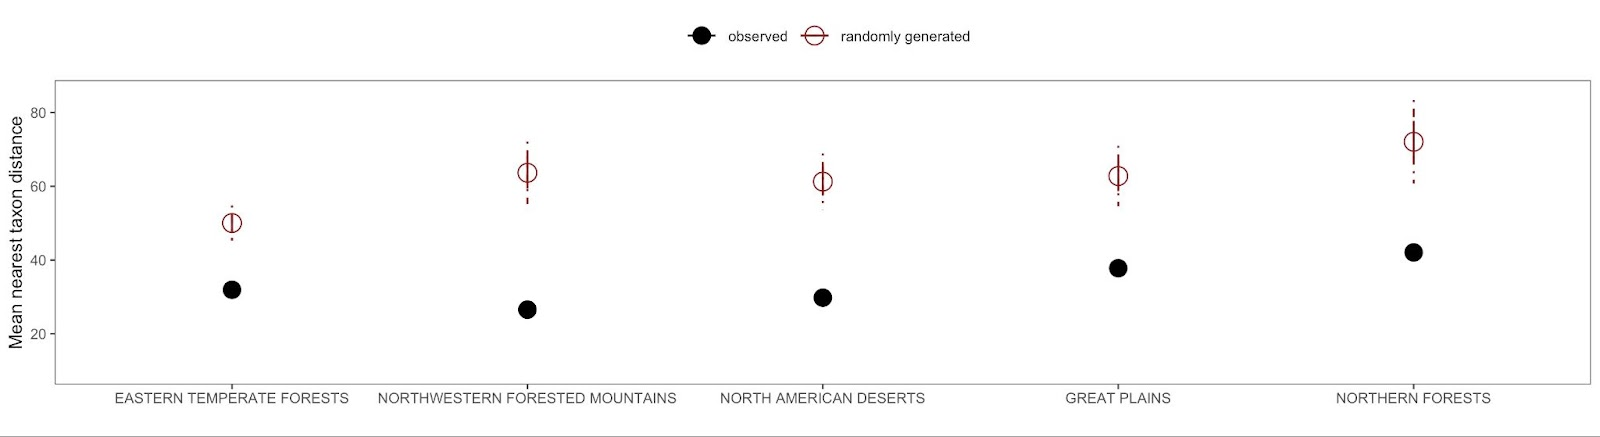 observed randomly generated
Mean nearest taxon distance
80
60
40
20
EASTERN TEMPERATE FORESTS NORTHWESTERN FORESTED MOUNTAINS NORTH AMERICAN DESERTS GREAT PLAINS NORTHERN FORESTS